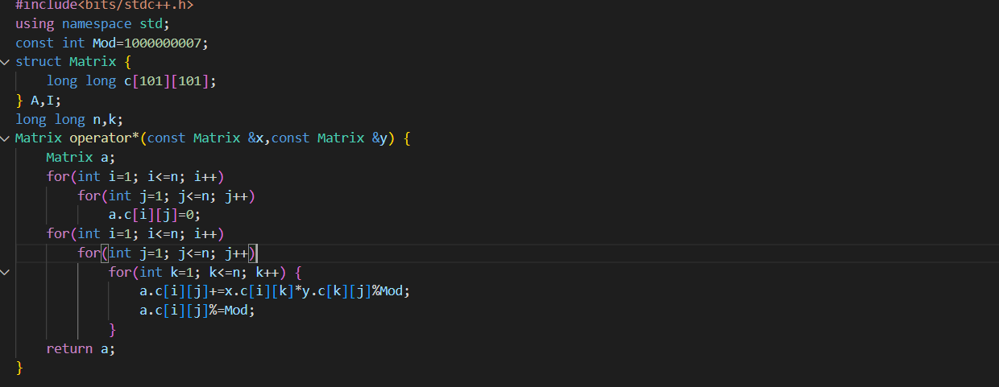 #include<bits/stdc++.h>
using namespace std;
const int Mod=1000000007;
struct Matrix {
    long long c[101][101];
} A,I;
long long n,k;
Matrix operator*(const Matrix &x,const Matrix &y) {
    Matrix a;
    for(int i=1; i<=n; i++)
        for(int j=1; j<=n; j++)
            a.c[i][j]=0;
    for(int i=1; i<=n; i++)
        for(int j=1; j<=n; j++)
            for(int k=1; k<=n; k++) {
                a.c[i][j]+=x.c[i][k]*y.c[k][j]%Mod;
                a.c[i][j]%=Mod;
            }
    return a;
}